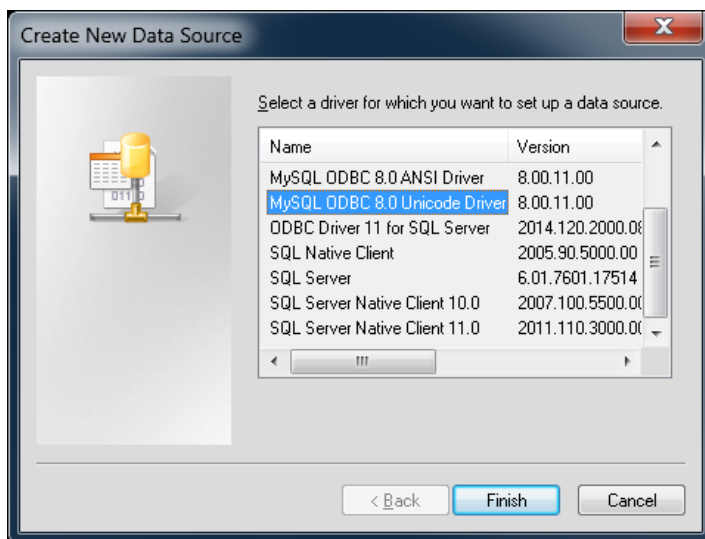 Create New Data Source
X
Select a driver for which you want to set up a data source.
Name Version
MySQL ODBC 8.0 ANSI Driver 8.00.11.00
MySQL ODBC 8.0 Unicode Driver 8.00.11.00
ODBC Driver 11 for SQL Server 2014.120.2000.08
SQL Native Client 2005.90.5000.00
SQL Server 6.01.7601.17514
SQL Server Native Client 10.0 2007.100.5500.00
SQL Server Native Client 11.0 2011.110.3000.00
0110
< Back Finish Cancel